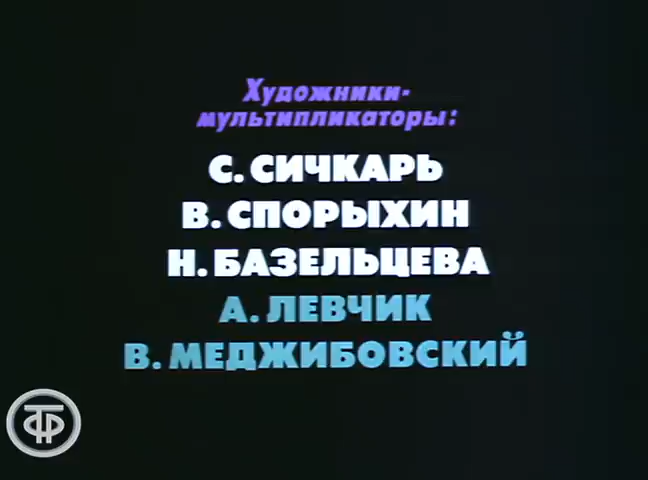 Художники-
мультипликаторы:
С. СИЧКАРЬ
В. СПОРЫХИН
Н. БАЗЕЛЬЦЕВА
А. ЛЕВЧИК
В. МЕДЖИБОВСКИЙ